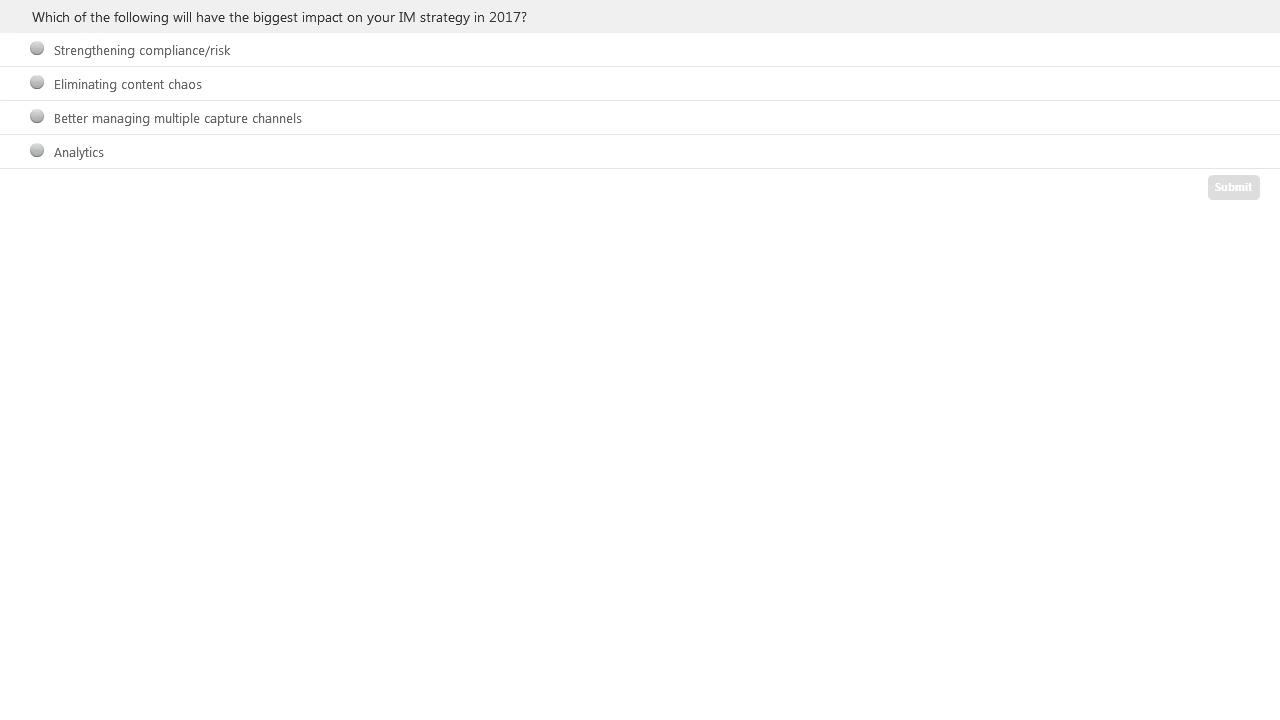 Which of the following will have the biggest impact on your IM strategy in 2017?
Strengthening compliance/risk
Eliminating content chaos
Better managing multiple capture channels
Analytics
Submit